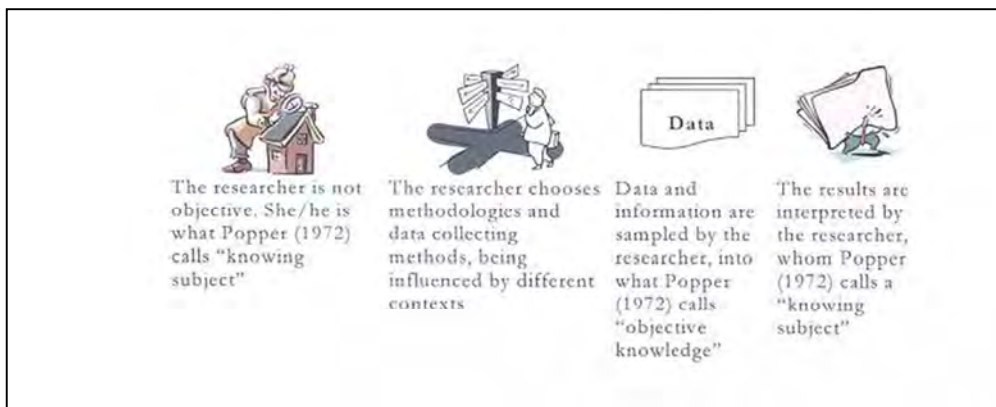 Data
The researcher is not
objective. She/he is
what Popper (1972)
calls “knowing
subject”
The researcher chooses
methodologies and
data collecting
methods, being
influenced by different
contexts
Data and
information are
sampled by the
researcher, into
what Popper
(1972) calls
“objective
knowledge”
The results are
interpreted by
the researcher,
whom Popper
(1972) calls a
“knowing
subject”